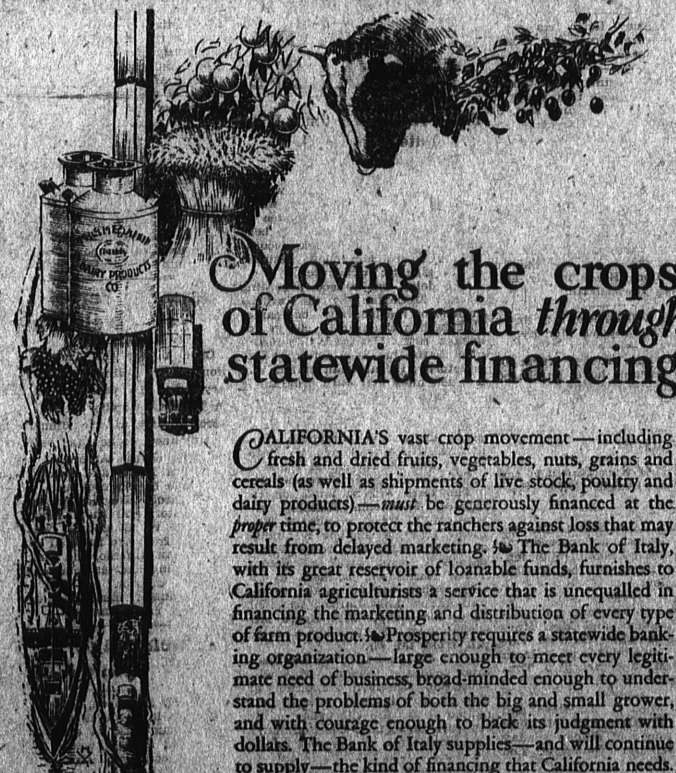 DAIRY PRODUCTS
CO
Moving the crops
of California through
statewide financing
CALIFORNIA'S vast crop movement—including
fresh and dried fruits, vegetables, nuts, grains and
cereals (as well as shipments of live stock, poultry and
dairy products)—must be generously financed at the
proper time, to protect the ranchers against loss that may
result from delayed marketing. The Bank of Italy,
with its great reservoir of loanable funds, furnishes to
California agriculturists a service that is unequalled in
financing the marketing and distribution of every type
of farm product. Prosperity requires a statewide bank-
ing organization—large enough to meet every legiti-
mate need of business, broad-minded enough to under-
stand the problems of both the big and small grower,
and with courage enough to back its judgment with
dollars. The Bank of Italy supplies—and will continue
to supply—the kind of financing that California needs.